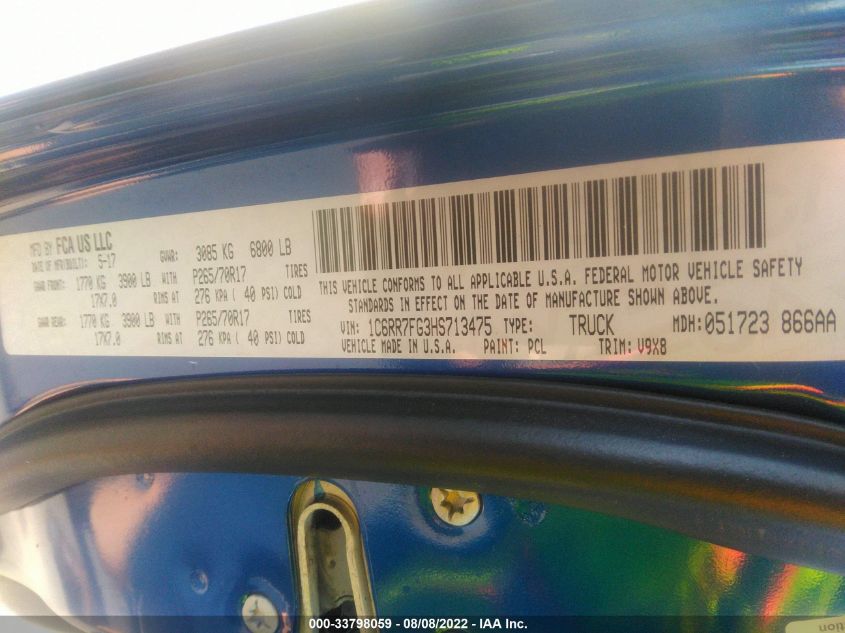 MFD BY FCA US LLC
DATE OF MFR(BUILT): 5-17
GVWR: 3085 KG 6800 LB
GAWR FRONT: 1770 KG 3900 LB WITH P265/70R17 TIRES
17X7.0 RIMS AT 276 KPA ( 40 PSI) COLD
GAWR REAR: 1770 KG 3900 LB WITH P265/70R17 TIRES
17X7.0 RIMS AT 276 KPA ( 40 PSI) COLD
THIS VEHICLE CONFORMS TO ALL APPLICABLE U.S.A. FEDERAL MOTOR VEHICLE SAFETY
STANDARDS IN EFFECT ON THE DATE OF MANUFACTURE SHOWN ABOVE.
VIN: 1C6RR7FG3HS713475 TYPE: TRUCK MDH: 051723 866AA
VEHICLE MADE IN U.S.A. PAINT: PCL TRIM: V9X8
000-33798059 - 08/08/2022 - IAA Inc.